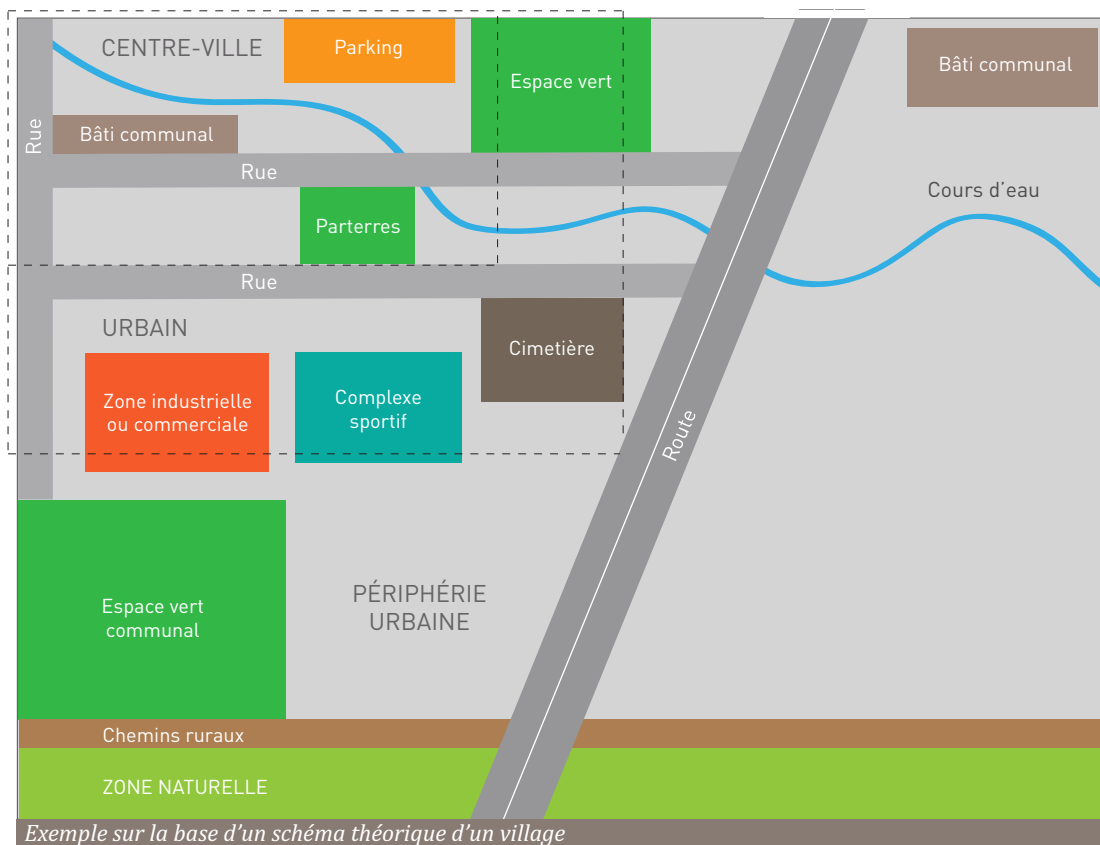 CENTRE-VILLE
Parking
Espace vert
Bâti communal
Rue
Bâti communal
Rue
Cours d’eau
Parterres
Rue
URBAIN
Cimetière
Zone industrielle
ou commerciale
Complexe
sportif
Route
PÉRIPHÉRIE
URBAINE
Espace vert
communal
Chemins ruraux
ZONE NATURELLE
Exemple sur la base d’un schéma théorique d’un village